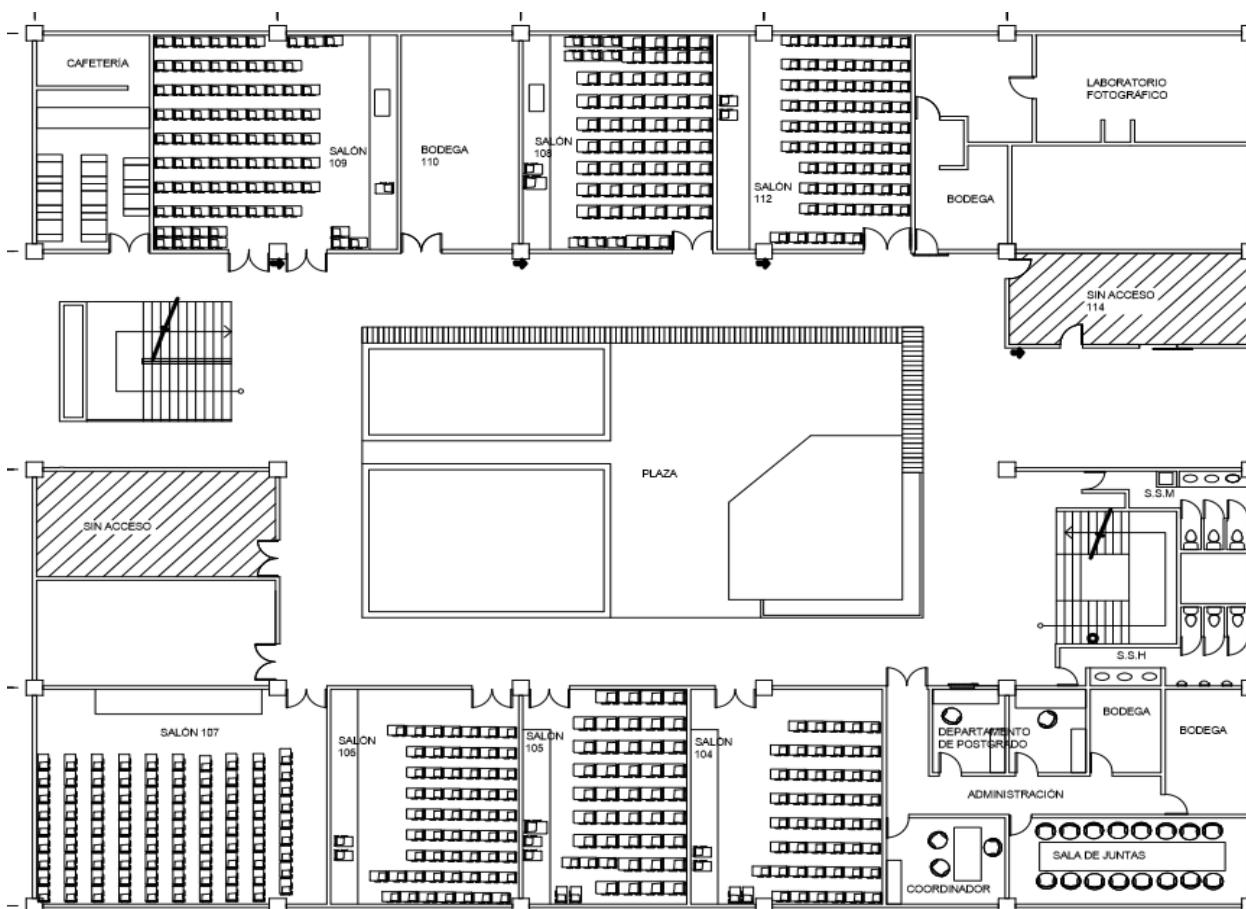 CAFETERÍA
SALÓN
109
BODEGA
110
SALÓN
108
SALÓN
112
LABORATORIO
FOTOGRÁFICO
BODEGA
SIN ACCESO
114
PLAZA
SIN ACCESO
S.S.M
S.S.H
SALÓN 107
SALÓN
106
SALÓN
105
SALÓN
104
DEPARTAMENTO
DE POSTGRADO
BODEGA
BODEGA
ADMINISTRACIÓN
COORDINADOR
SALA DE JUNTAS